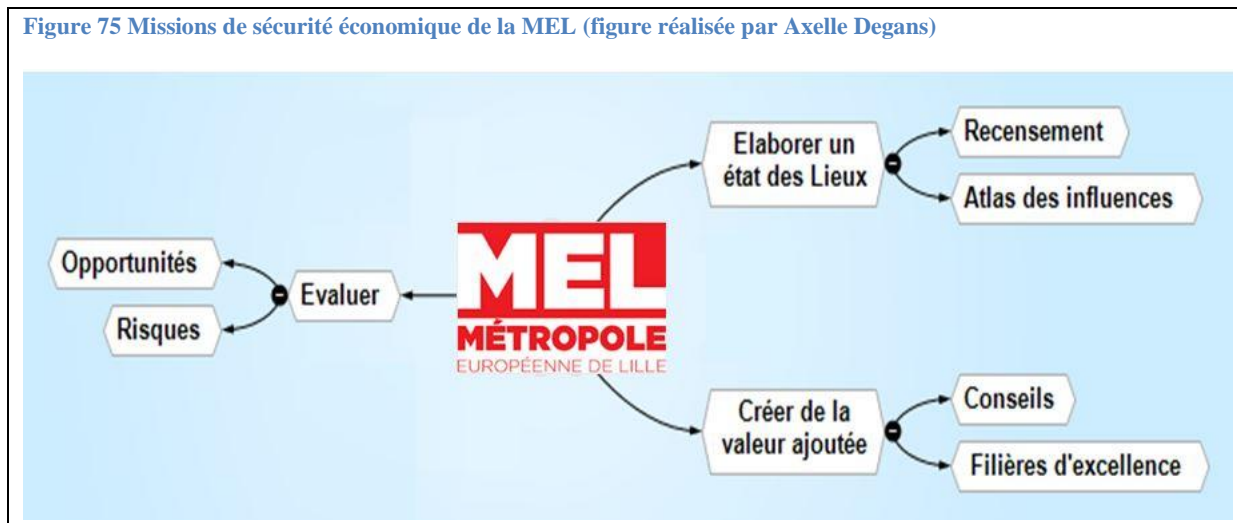 Figure 75 Missions de sécurité économique de la MEL (figure réalisée par Axelle Degans)
Elaborer un
état des Lieux
Recensement
Atlas des influences
Opportunités
Risques
Evaluer
MEL
MÉTROPOLE
EUROPÉENNE DE LILLE
Créer de la
valeur ajoutée
Conseils
Filières d'excellence